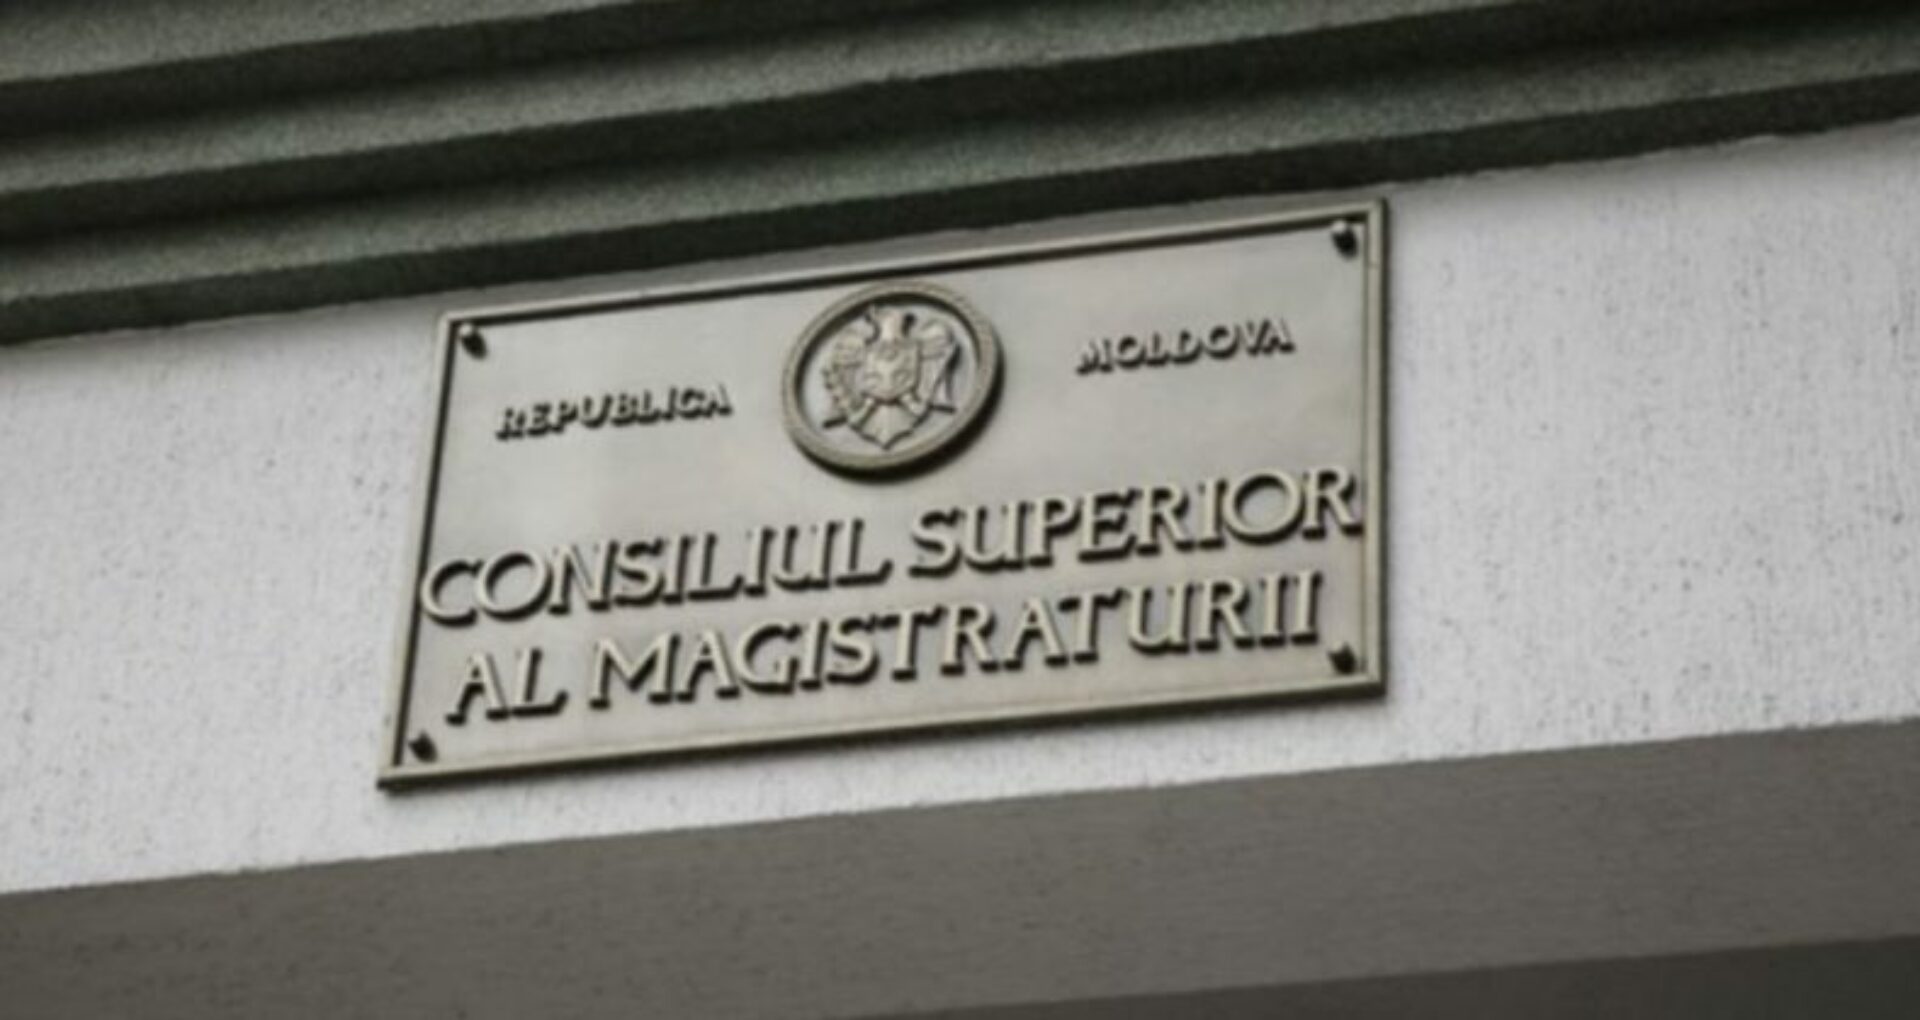 REPUBLICA MOLDOVA
CONSILIUL SUPERIOR
AL MAGISTRATURII